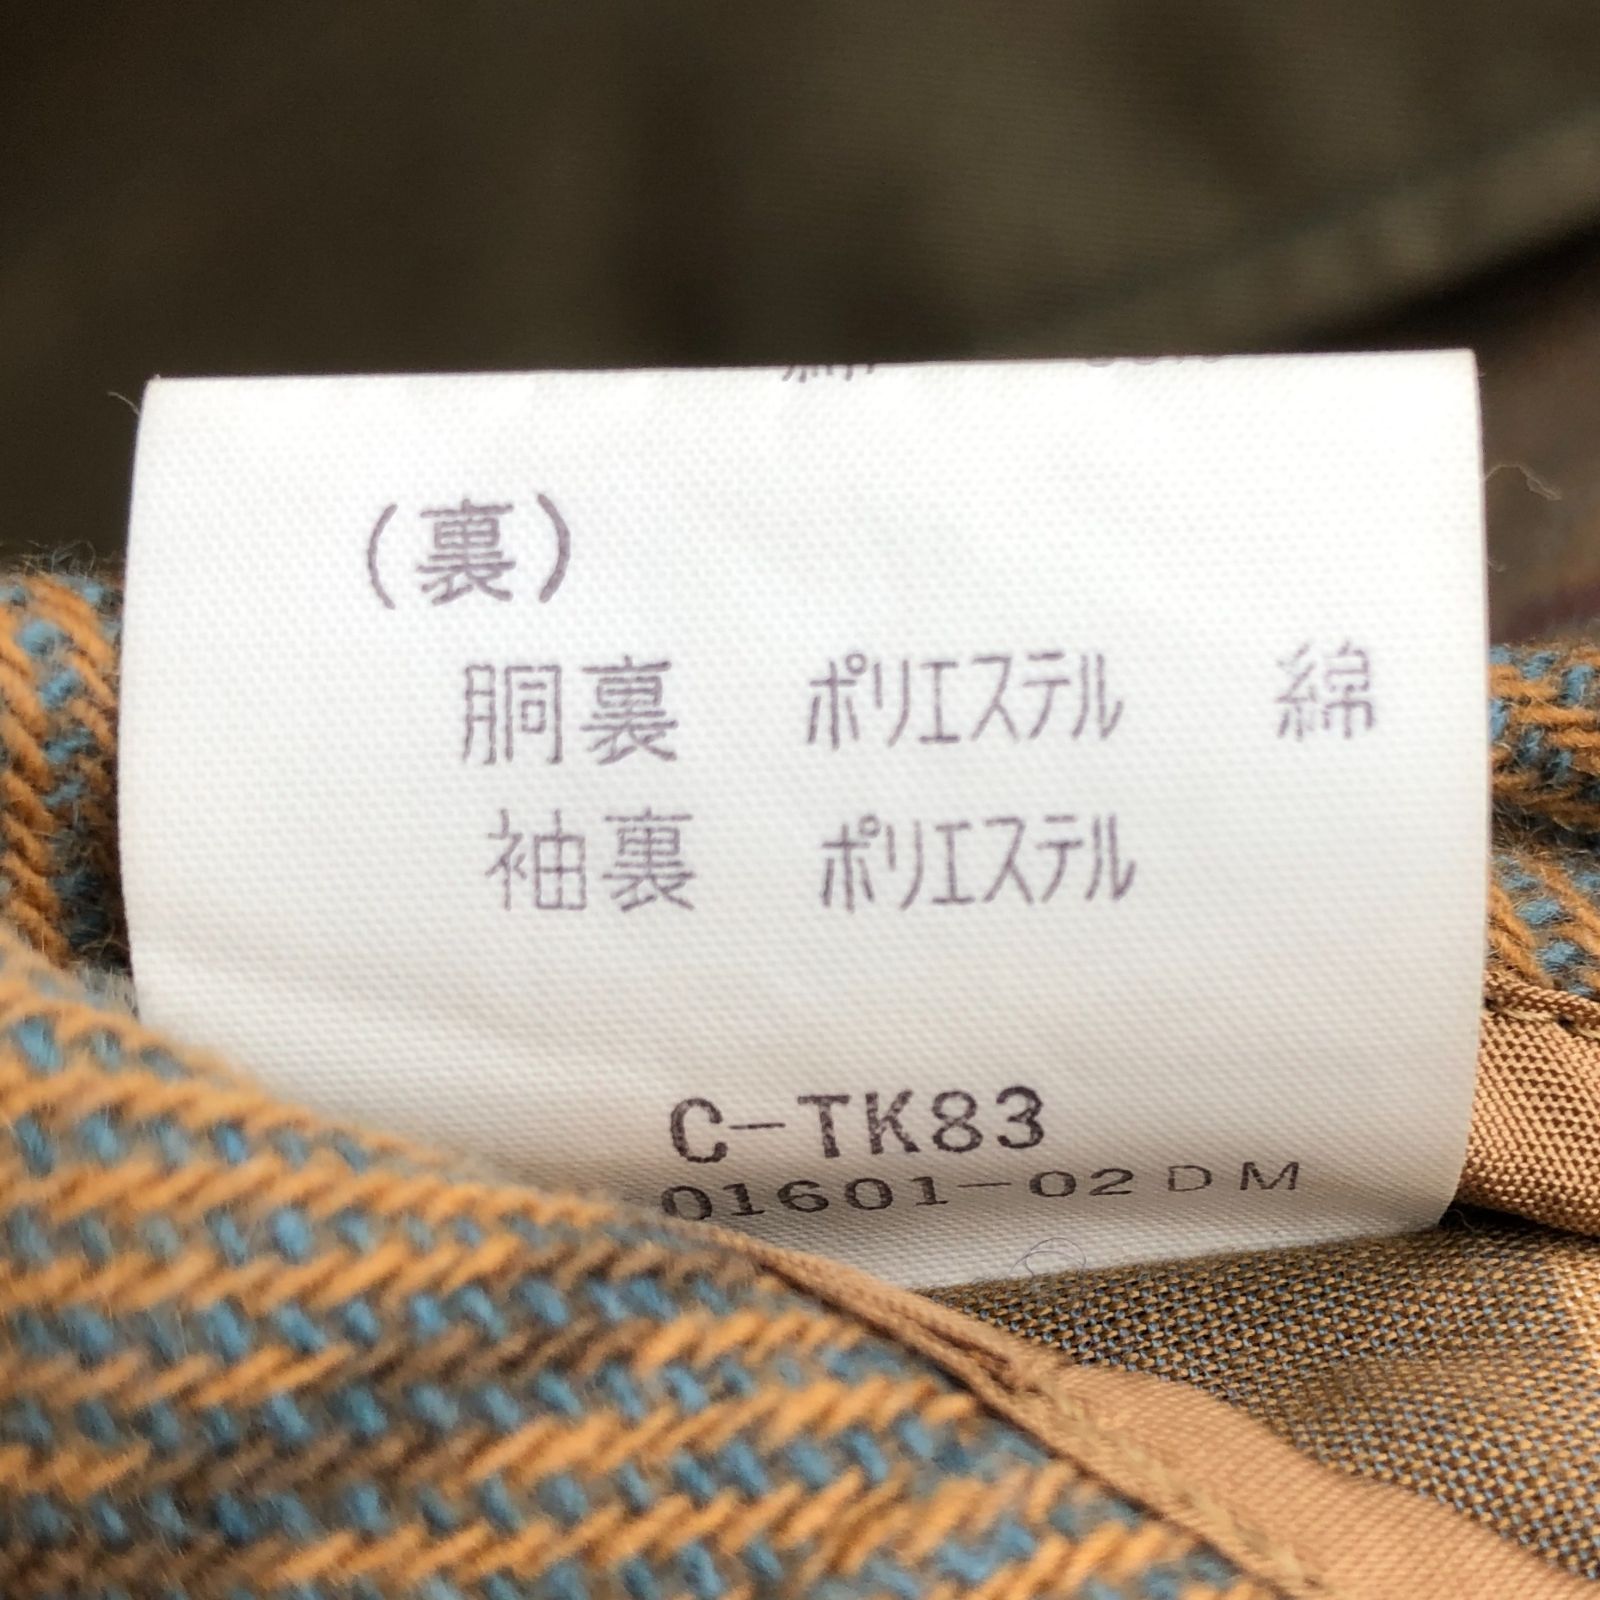 （裏）
胴裏 ポリエステル 綿
袖裏 ポリエステル
C-TK83
01601-02DM